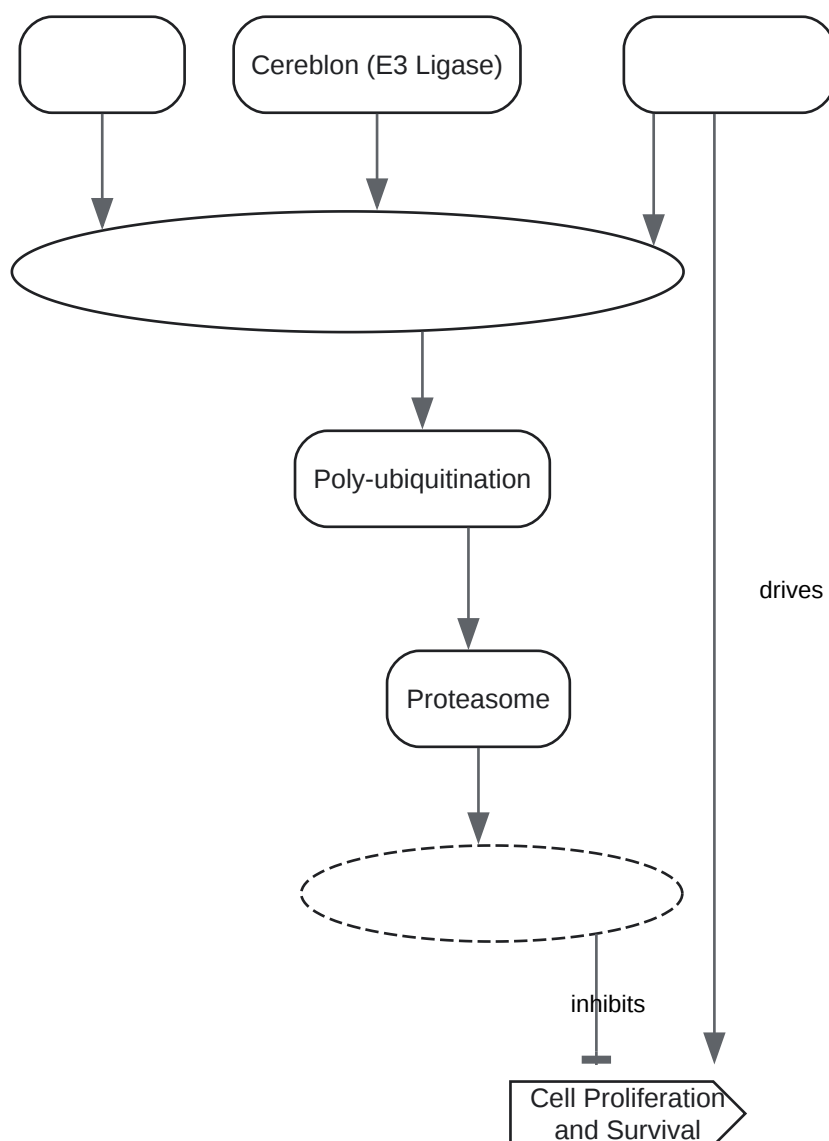 Cereblon (E3 Ligase)
Poly-ubiquitination
drives
Proteasome
inhibits
Cell Proliferation
and Survival